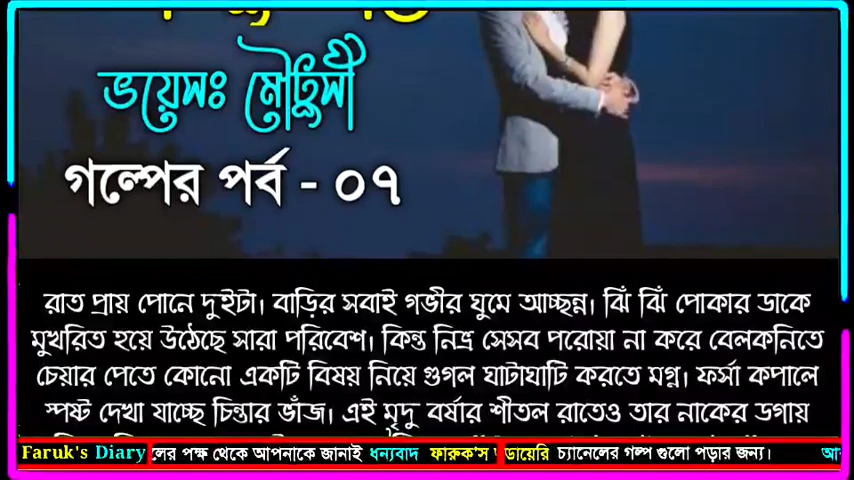 ভয়েসঃ মৌটুসী
গল্পের পর্ব - ০৭
রাত প্রায় পোনে দুইটা। বাড়ির সবাই গভীর ঘুমে আচ্ছন্ন। ঝিঁ ঝিঁ পোকার ডাকে
মুখরিত হয়ে উঠেছে সারা পরিবেশ। কিন্তু নিভ্র সেসব পরোয়া না করে বেলকনিতে
চেয়ার পেতে কোনো একটি বিষয় নিয়ে গুগল ঘাটাঘাটি করতে মগ্ন। ফর্সা কপালে
স্পষ্ট দেখা যাচ্ছে চিন্তার ভাঁজ। এই মৃদু বর্ষার শীতল রাতেও তার নাকের ডগায়
Faruk's Diary লের পক্ষ থেকে আপনাকে জানাই ধন্যবাদ ফারুক'স ডায়েরি চ্যানেলের গল্প গুলো পড়ার জন্য।